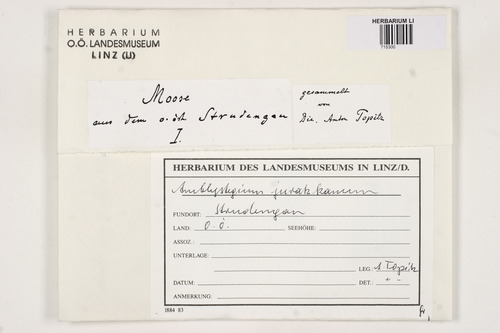 HERBARIUM
O.Ö. LANDESMUSEUM
LINZ (LI)
HERBARIUM LI
Moose
aus dem o.öst. Strudengau
I.
gesammelt
von
Dir. Anton Topitz
HERBARIUM DES LANDESMUSEUMS IN LINZ/D.
Amblystegium juratzkanum
FUNDORT: Strudengau
LAND: O.Ö. SEEHÖHE:
ASSOZ.:
UNTERLAGE:
LEG: A. Topitz
DATUM: DET.: - " -
ANMERKUNG:
1884 83